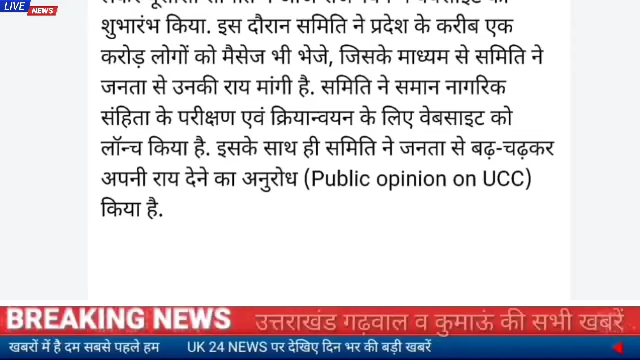 LIVE NEWS
शुभारंभ किया. इस दौरान समिति ने प्रदेश के करीब एक
करोड़ लोगों को मैसेज भी भेजे, जिसके माध्यम से समिति ने
जनता से उनकी राय मांगी है. समिति ने समान नागरिक
संहिता के परीक्षण एवं क्रियान्वयन के लिए वेबसाइट को
लॉन्च किया है. इसके साथ ही समिति ने जनता से बढ़-चढ़कर
अपनी राय देने का अनुरोध (Public opinion on UCC)
किया है.
BREAKING NEWS उत्तराखंड गढ़वाल व कुमाऊं की सभी खबरें
खबरों में है दम सबसे पहले हम UK 24 NEWS पर देखिए दिन भर की बड़ी खबरें